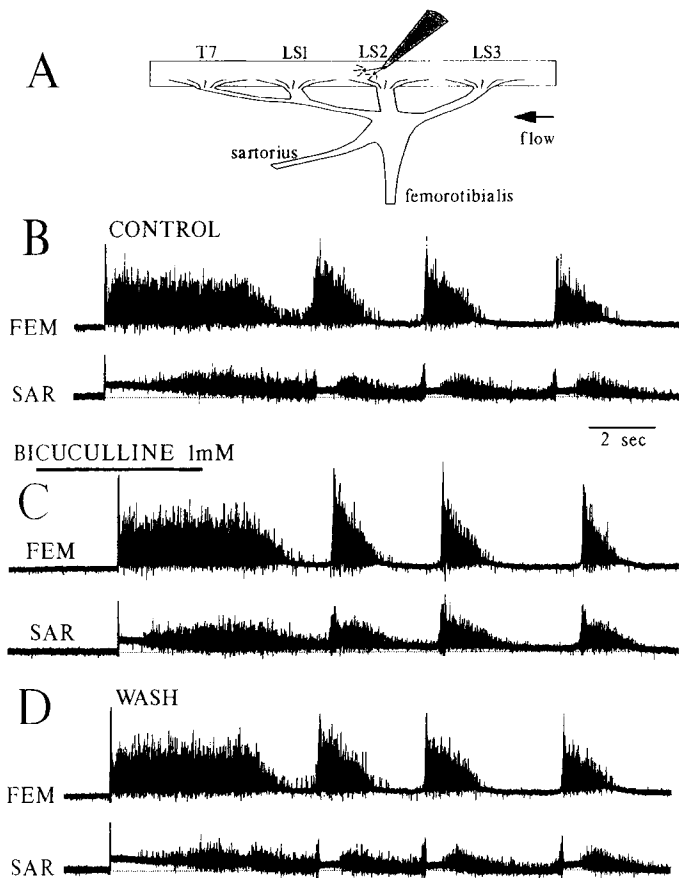 A
T7 LS1 LS2 LS3
flow
sartorius
femorotibialis
B
CONTROL
FEM
SAR
2 sec
BICUCULLINE 1mM
C
FEM
SAR
D
WASH
FEM
SAR